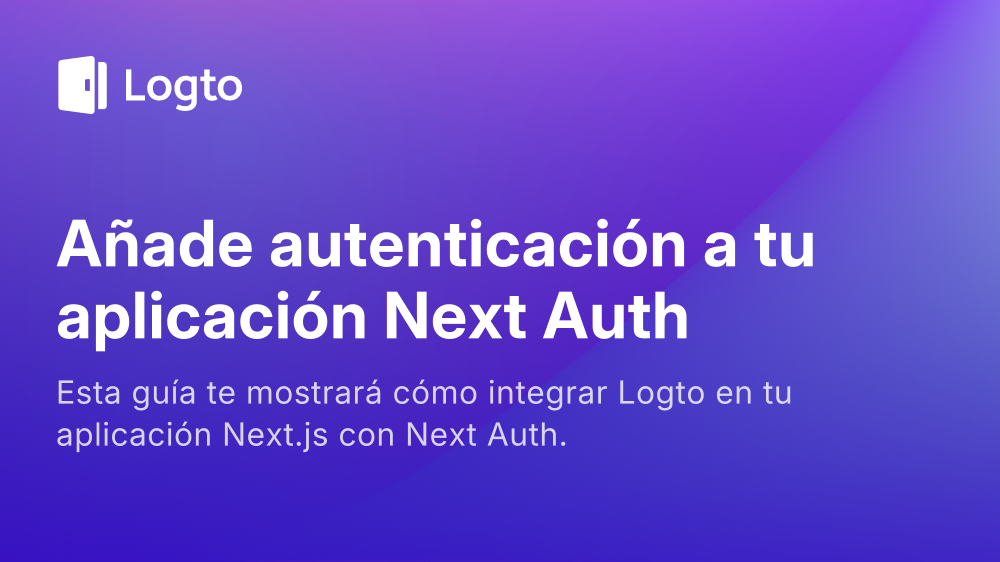 Logto
Añade autenticación a tu
aplicación Next Auth
Esta guía te mostrará cómo integrar Logto en tu
aplicación Next.js con Next Auth.